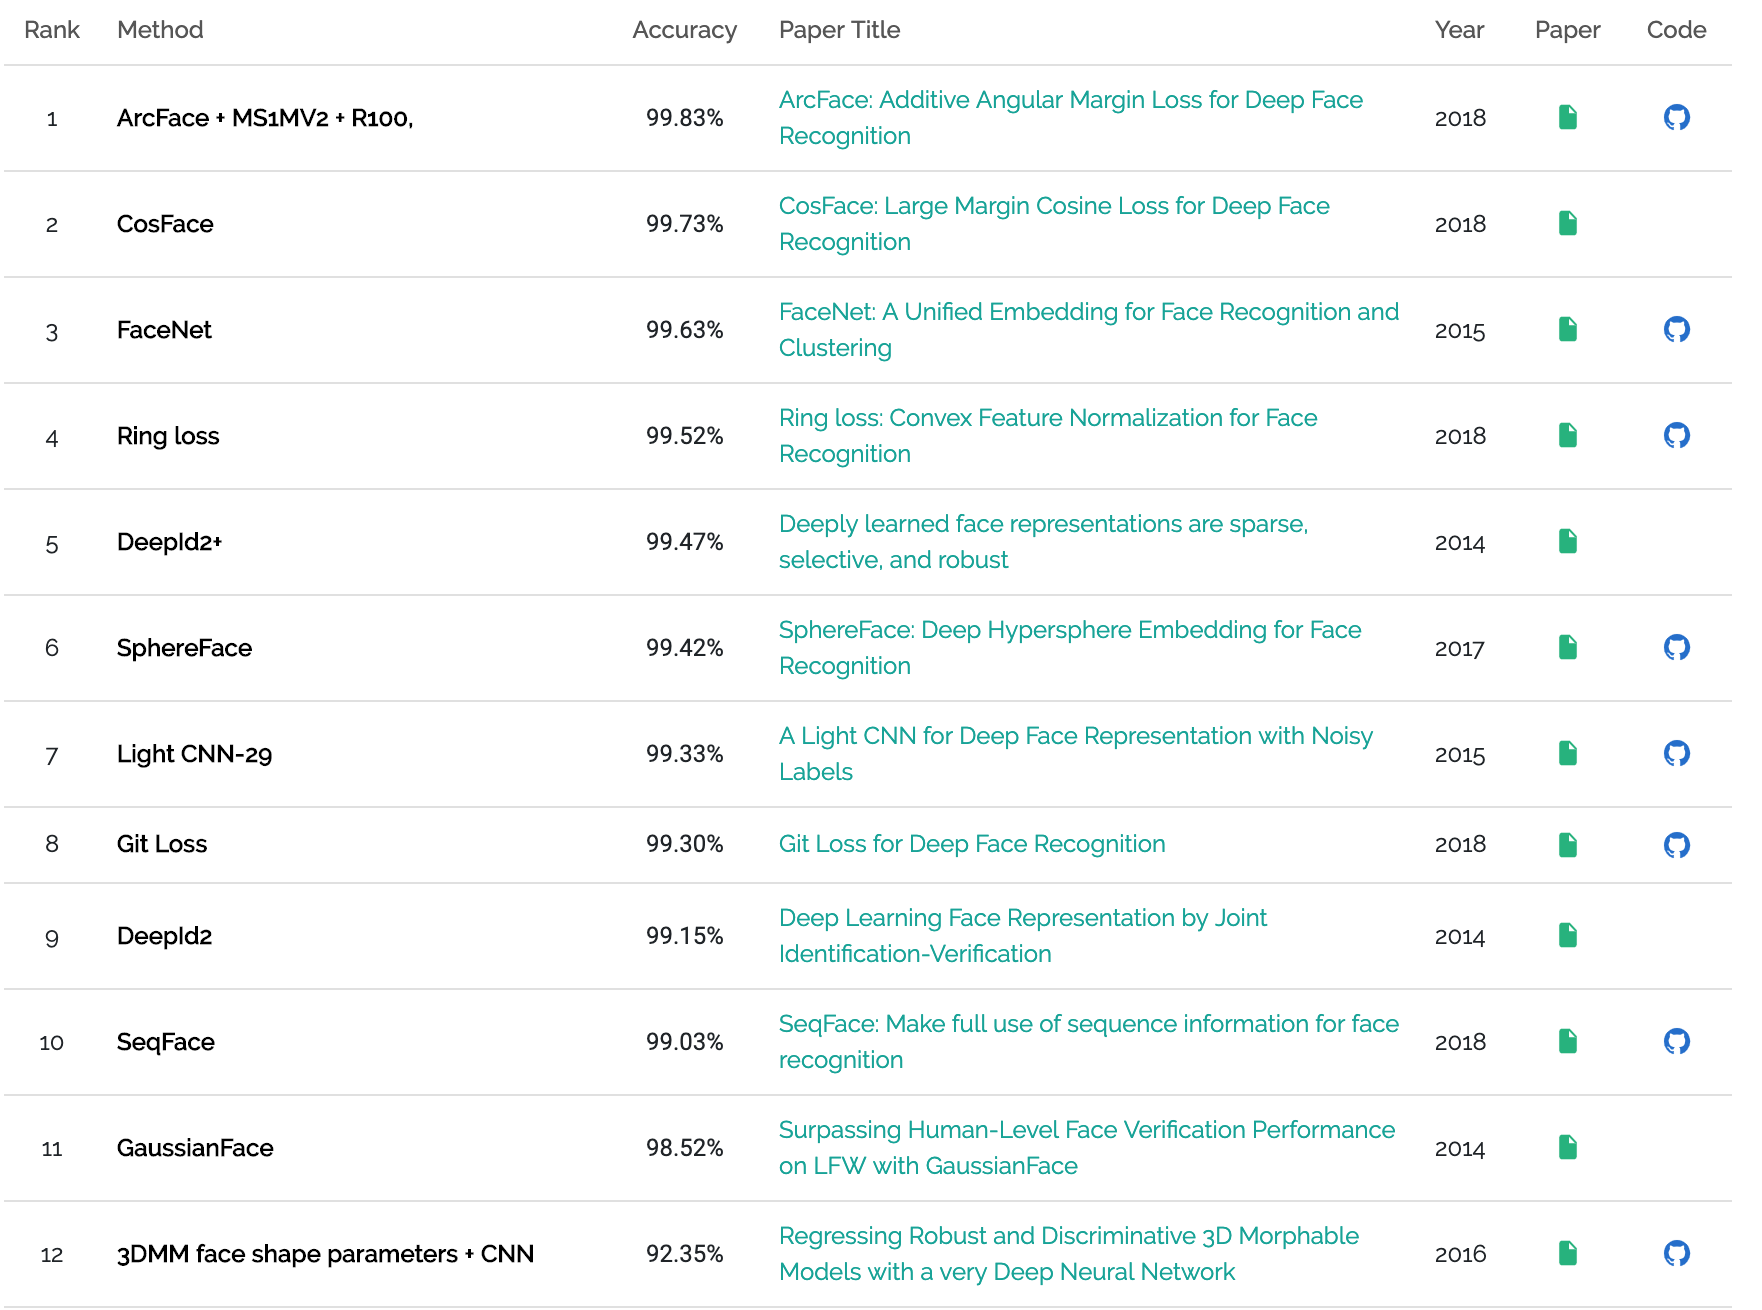 Rank Method Accuracy Paper Title Year Paper Code
1 ArcFace + MS1MV2 + R100, 99.83% ArcFace: Additive Angular Margin Loss for Deep Face 2018
Recognition
2 CosFace 99.73% CosFace: Large Margin Cosine Loss for Deep Face 2018
Recognition
3 FaceNet 99.63% FaceNet: A Unified Embedding for Face Recognition and 2015
Clustering
4 Ring loss 99.52% Ring loss: Convex Feature Normalization for Face 2018
Recognition
5 DeepId2+ 99.47% Deeply learned face representations are sparse, 2014
selective, and robust
6 SphereFace 99.42% SphereFace: Deep Hypersphere Embedding for Face 2017
Recognition
7 Light CNN-29 99.33% A Light CNN for Deep Face Representation with Noisy 2015
Labels
8 Git Loss 99.30% Git Loss for Deep Face Recognition 2018
9 DeepId2 99.15% Deep Learning Face Representation by Joint 2014
Identification-Verification
10 SeqFace 99.03% SeqFace: Make full use of sequence information for face 2018
recognition
11 GaussianFace 98.52% Surpassing Human-Level Face Verification Performance 2014
on LFW with GaussianFace
12 3DMM face shape parameters + CNN 92.35% Regressing Robust and Discriminative 3D Morphable 2016
Models with a very Deep Neural Network